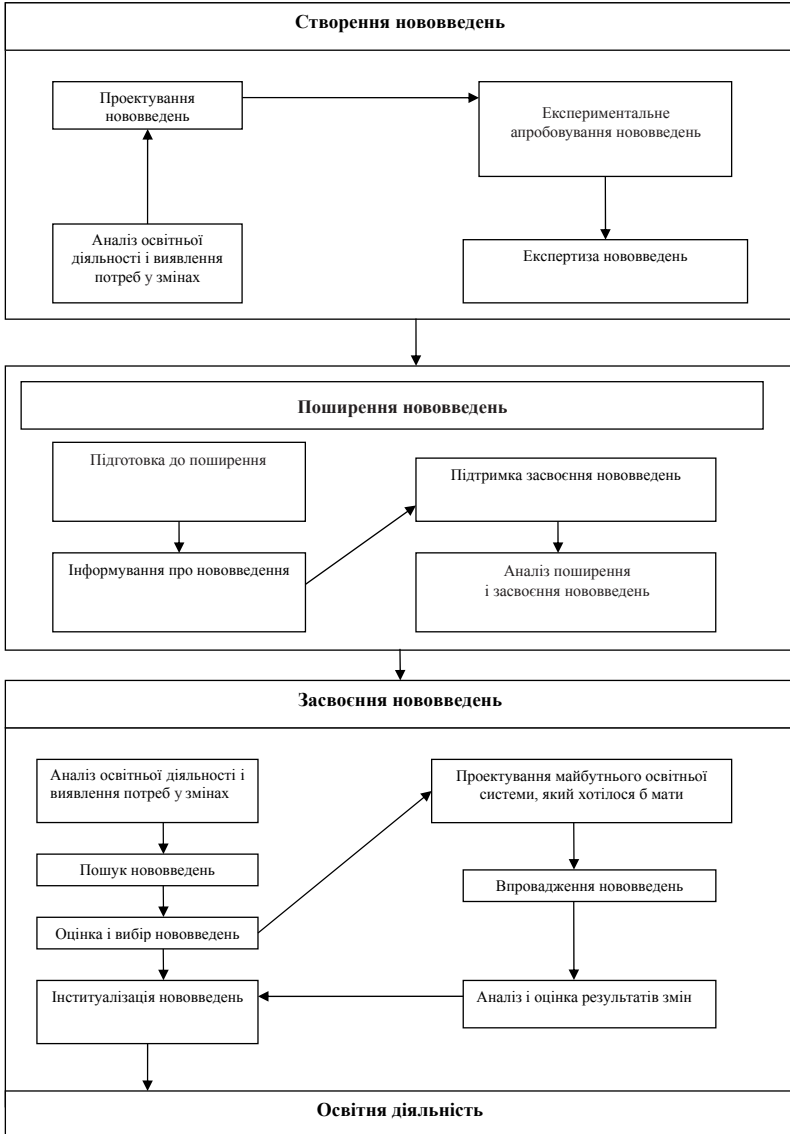 Створення нововведень
Проектування
нововведень
Експериментальне
апробовування нововведень
Аналіз освітньої
діяльності і виявлення
потреб у змінах
Експертиза нововведень
Поширення нововведень
Підготовка до поширення
Підтримка засвоєння нововведень
Інформування про нововведення
Аналіз поширення
і засвоєння нововведень
Засвоєння нововведень
Аналіз освітньої діяльності і
виявлення потреб у змінах
Проектування майбутнього освітньої
системи, який хотілося б мати
Пошук нововведень
Впровадження нововведень
Оцінка і вибір нововведень
Інституалізація нововведень
Аналіз і оцінка результатів змін
Освітня діяльність